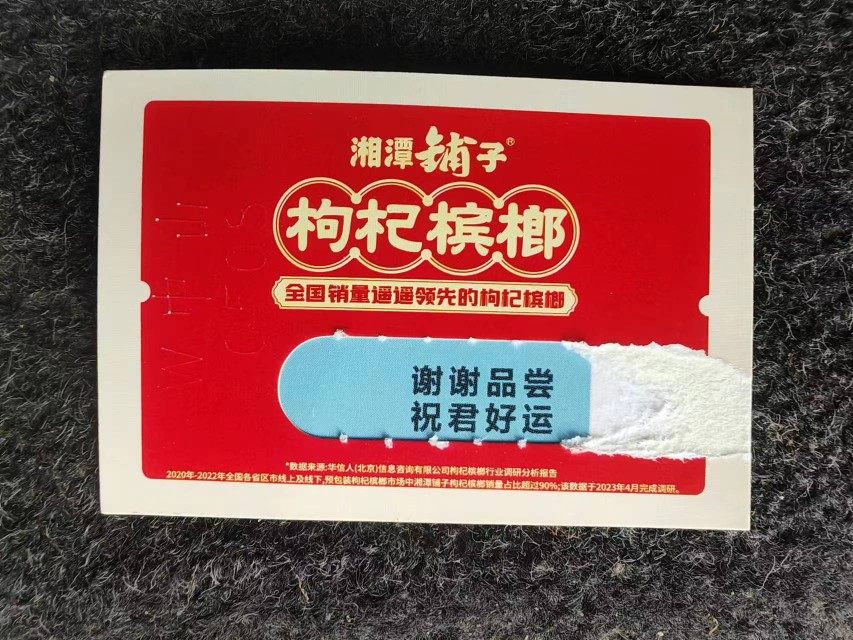 湘潭铺子®
枸杞槟榔
全国销量遥遥领先的枸杞槟榔
谢谢品尝
祝君好运
*数据来源:华信人(北京)信息咨询有限公司枸杞槟榔行业调研分析报告
2020-2022年全国各省区市线上及线下,预包装枸杞槟榔市场中湘潭铺子枸杞槟榔销量占比超过90%;该数据于2023年4月完成调研。